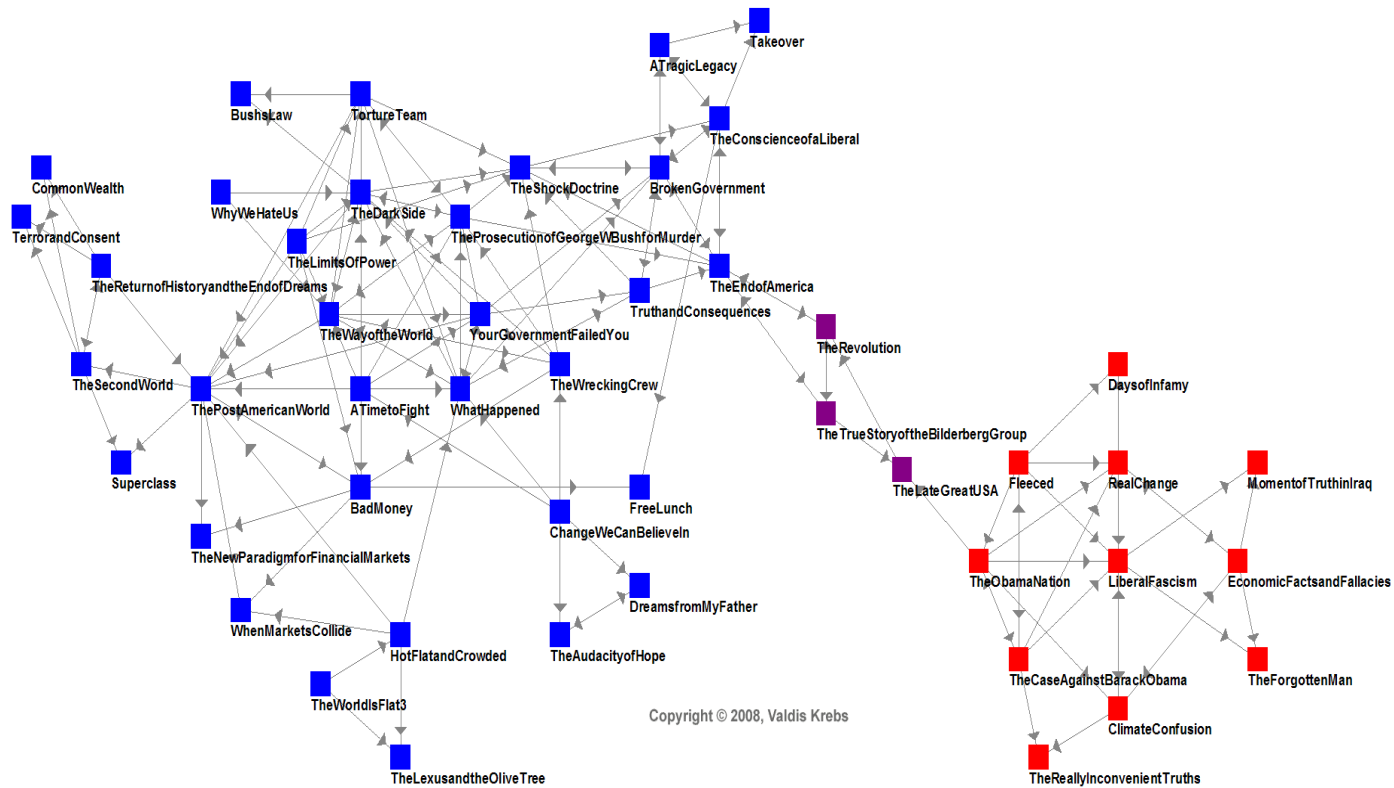 Takeover
ATragicLegacy
BushsLaw
TortureTeam
TheConscienceofaLiberal
CommonWealth
TheShockDoctrine
BrokenGovernment
WhyWeHateUs
TheDarkSide
TerrorandConsent
TheProsecutionofGeorgeWBushforMurder
TheLimitsOfPower
TheReturnofHistoryandtheEndofDreams
TheEndofAmerica
TruthandConsequences
TheWayoftheWorld
YourGovernmentFailedYou
TheRevolution
TheSecondWorld
TheWreckingCrew
DaysofInfamy
ThePostAmericanWorld
ATimetoFight
WhatHappened
TheTrueStoryoftheBilderbergGroup
Superclass
TheLateGreatUSA
Fleeced
RealChange
MomentofTruthinIraq
BadMoney
FreeLunch
ChangeWeCanBelieveIn
TheNewParadigmforFinancialMarkets
TheObamaNation
LiberalFascism
EconomicFactsandFallacies
DreamsfromMyFather
WhenMarketsCollide
HotFlatandCrowded
TheAudacityofHope
TheCaseAgainstBarackObama
TheForgottenMan
TheWorldIsFlat3
Copyright © 2008, Valdis Krebs
ClimateConfusion
TheLexusandtheOliveTree
TheReallyInconvenientTruths